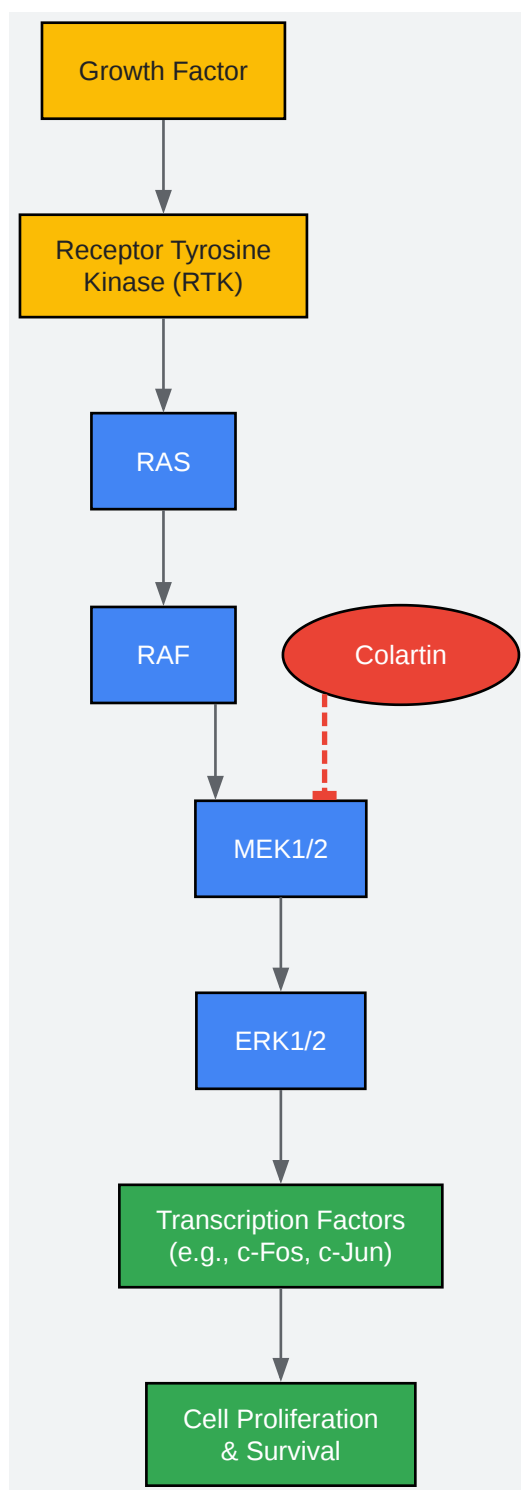 Growth Factor
Receptor Tyrosine
Kinase (RTK)
RAS
RAF
Colartin
MEK1/2
ERK1/2
Transcription Factors
(e.g., c-Fos, c-Jun)
Cell Proliferation
& Survival